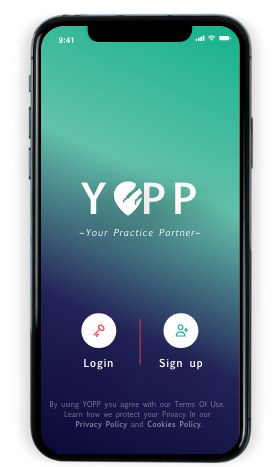 9:41
YOPP
~Your Practice Partner~
Login
Sign up
By using YOPP you agree with our Terms Of Use.
Learn how we protect your Privacy In our
Privacy Policy and Cookies Policy.